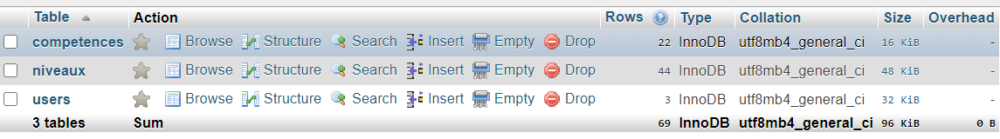 Table Action Rows Type Collation Size Overhead
competences Browse Structure Search Insert Empty Drop 22 InnoDB utf8mb4_general_ci 16 KiB -
niveaux Browse Structure Search Insert Empty Drop 44 InnoDB utf8mb4_general_ci 48 KiB -
users Browse Structure Search Insert Empty Drop 3 InnoDB utf8mb4_general_ci 32 KiB -
3 tables Sum 69 InnoDB utf8mb4_general_ci 96 KiB 0 B